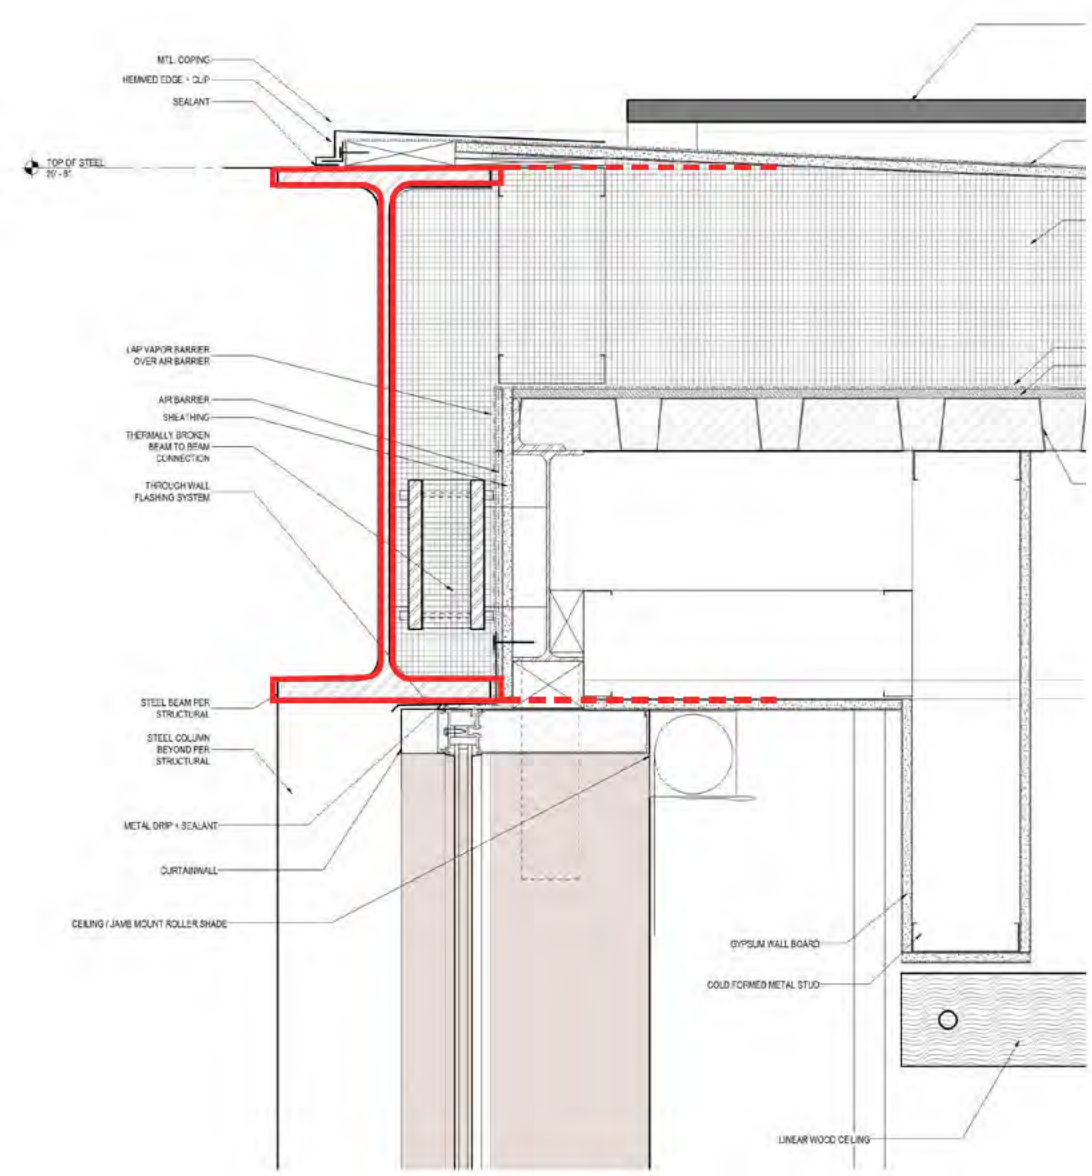 MTL. COPING
HEMMED EDGE + CLIP
SEALANT
TOP OF STEEL
20' - 8"
LAP VAPOR BARRIER
OVER AIR BARRIER
AIR BARRIER
SHEATHING
THERMALLY BROKEN
BEAM TO BEAM
CONNECTION
THROUGH WALL
FLASHING SYSTEM
STEEL BEAM PER
STRUCTURAL
STEEL COLUMN
BEYOND PER
STRUCTURAL
METAL DRIP + SEALANT
CURTAINWALL
CEILING / JAMB MOUNT ROLLER SHADE
GYPSUM WALL BOARD
COLD FORMED METAL STUD
LINEAR WOOD CEILING